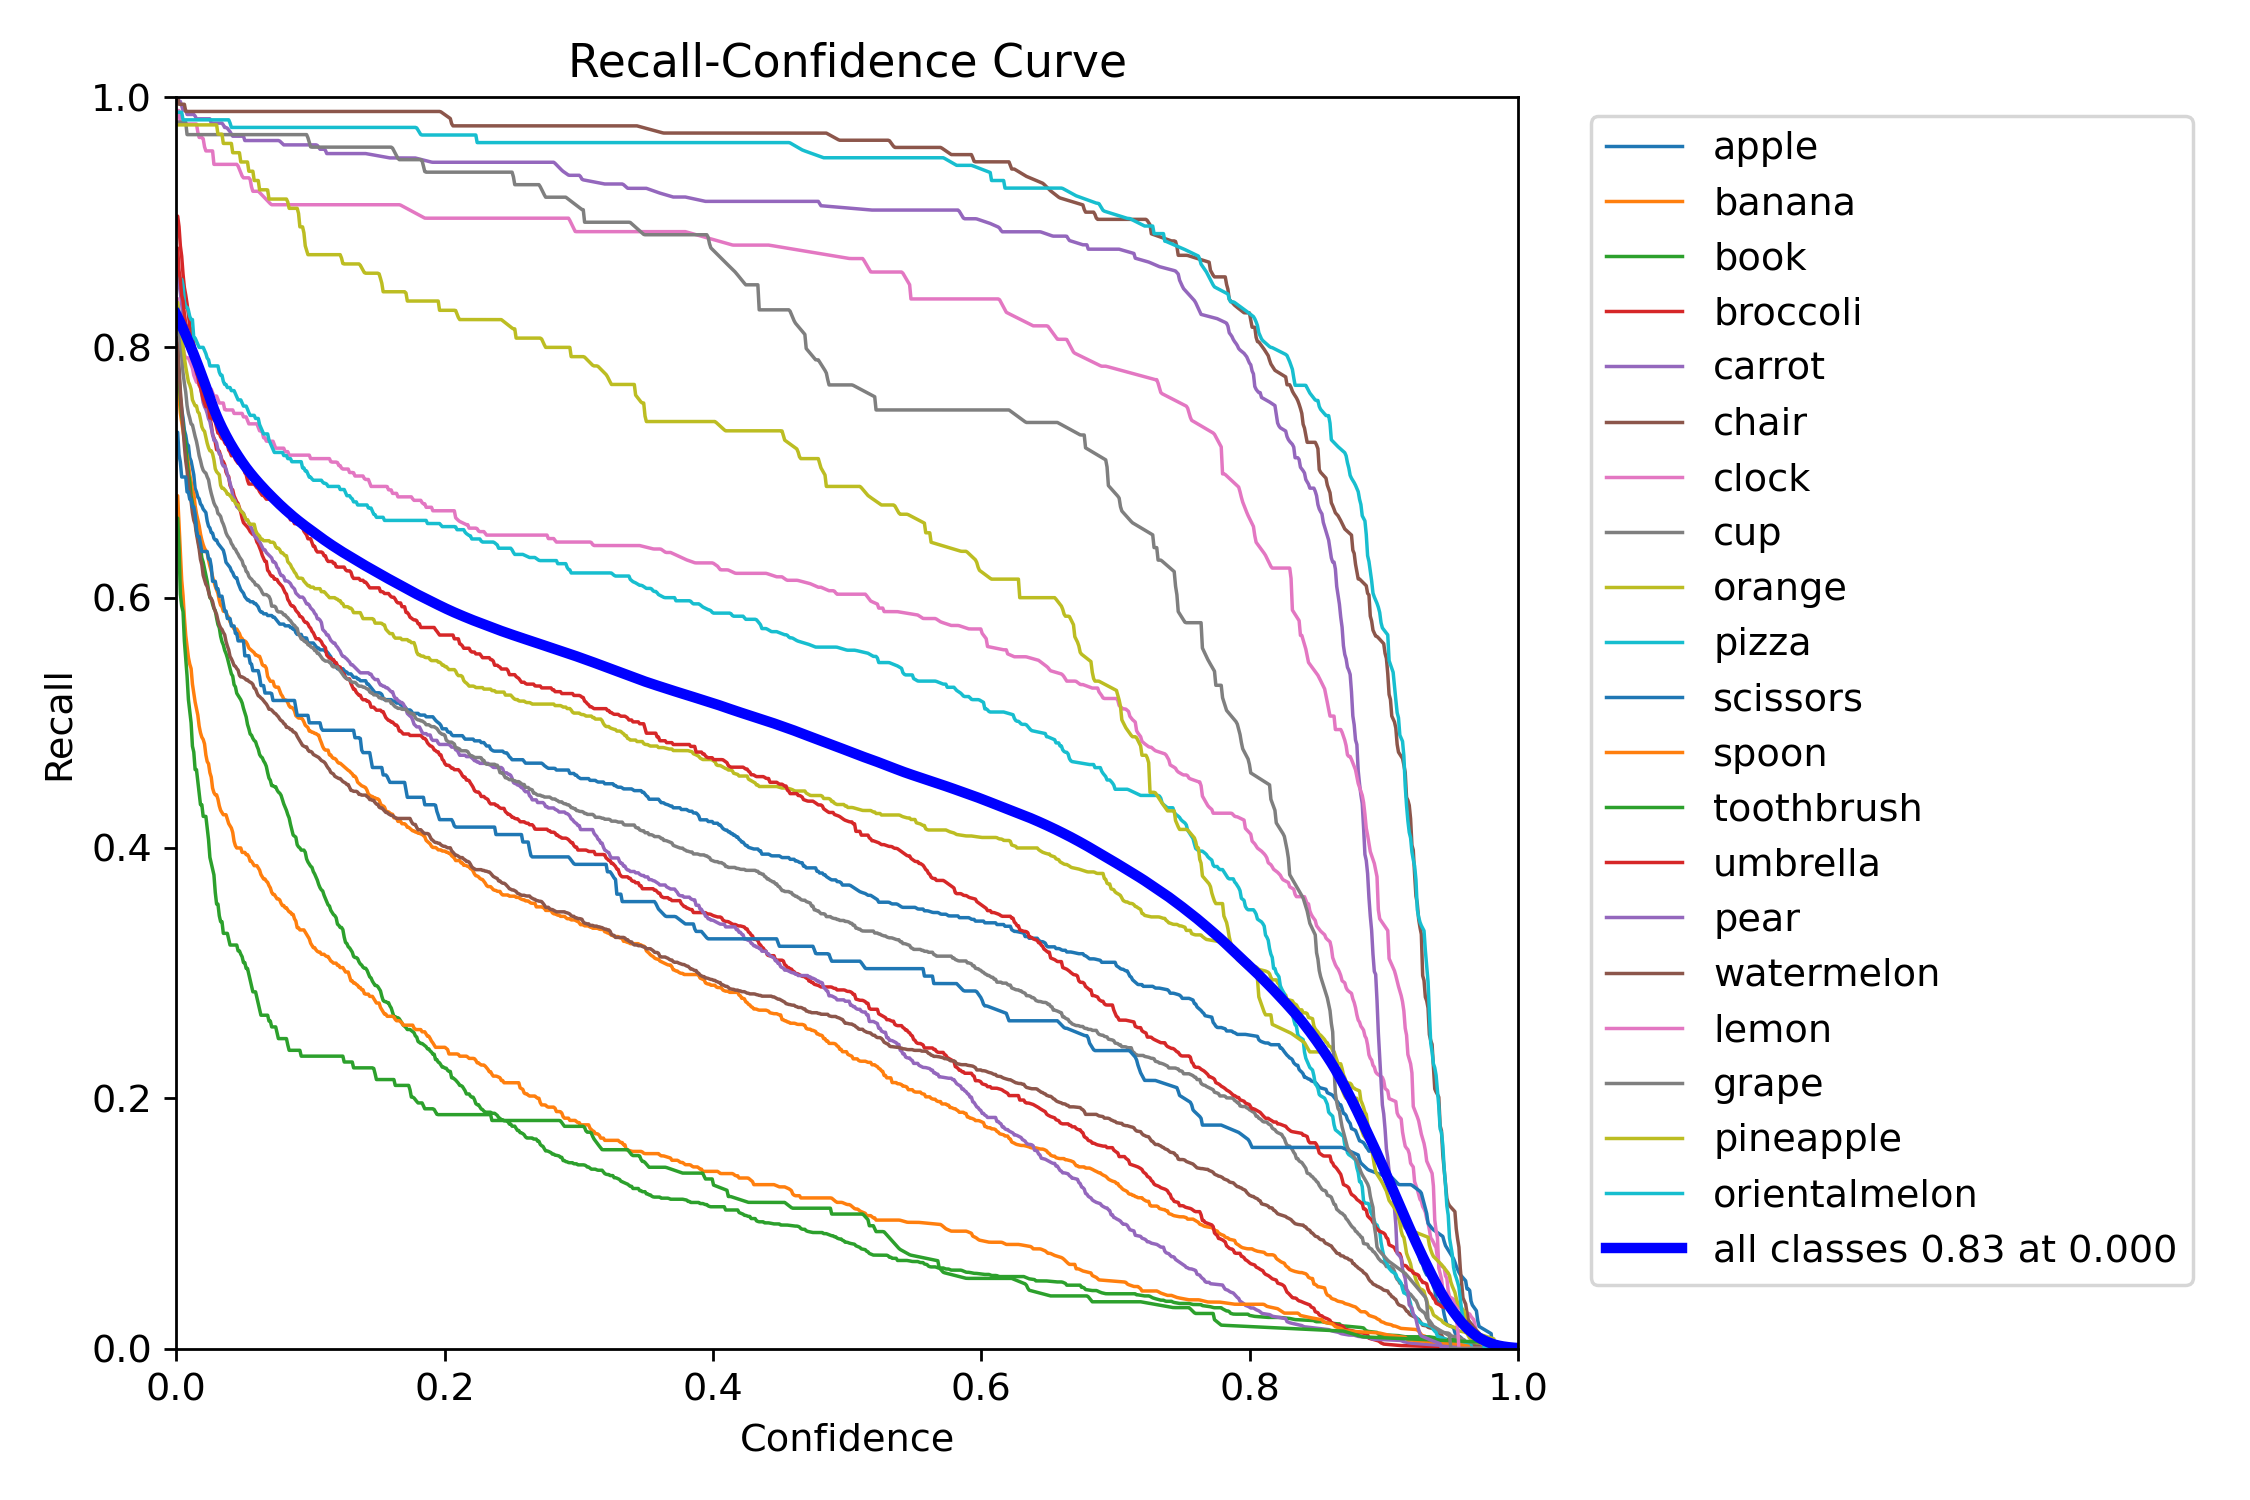 Recall-Confidence Curve
1.0
0.8
0.6
0.4
0.2
0.0
Recall
0.0 0.2 0.4 0.6 0.8 1.0
Confidence
apple
banana
book
broccoli
carrot
chair
clock
cup
orange
pizza
scissors
spoon
toothbrush
umbrella
pear
watermelon
lemon
grape
pineapple
orientalmelon
all classes 0.83 at 0.000